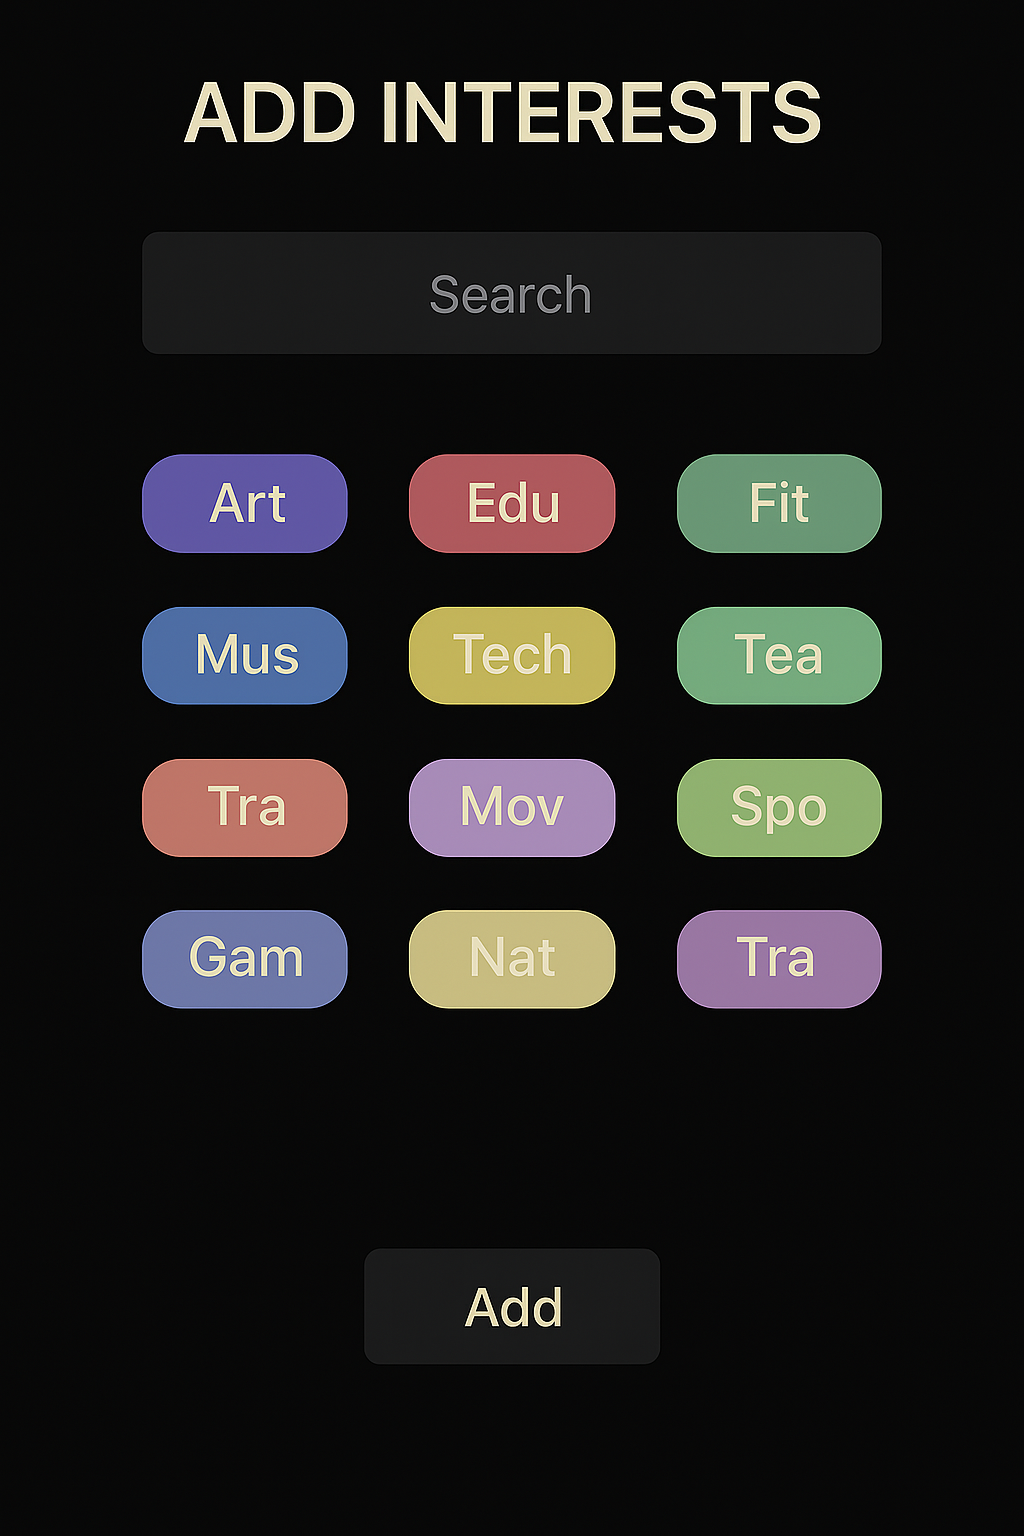 ADD INTERESTS
Search
Art Edu Fit
Mus Tech Tea
Tra Mov Spo
Gam Nat Tra
Add